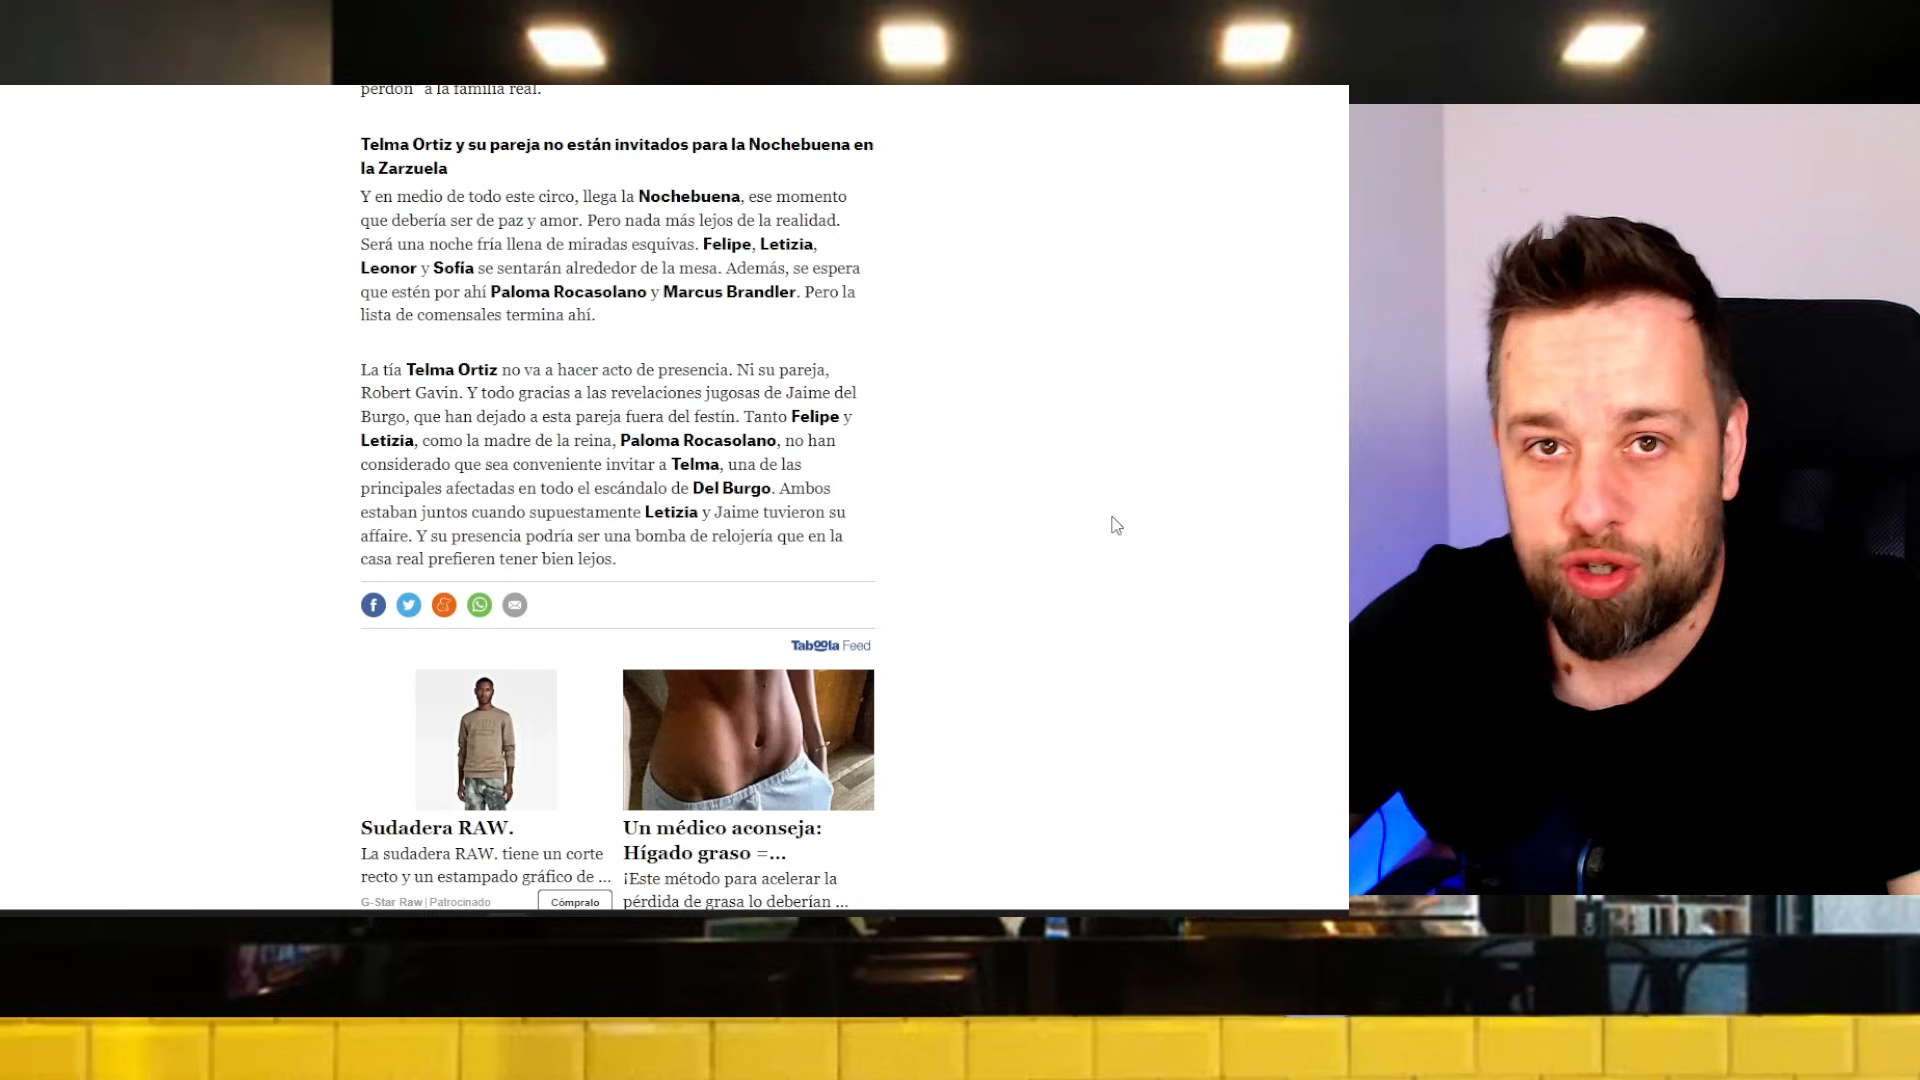 perdón" a la familia real.
Telma Ortiz y su pareja no están invitados para la Nochebuena en
la Zarzuela
Y en medio de todo este circo, llega la Nochebuena, ese momento
que debería ser de paz y amor. Pero nada más lejos de la realidad.
Será una noche fría llena de miradas esquivas. Felipe, Letizia,
Leonor y Sofía se sentarán alrededor de la mesa. Además, se espera
que estén por ahí Paloma Rocasolano y Marcus Brandler. Pero la
lista de comensales termina ahí.
La tía Telma Ortiz no va a hacer acto de presencia. Ni su pareja,
Robert Gavin. Y todo gracias a las revelaciones jugosas de Jaime del
Burgo, que han dejado a esta pareja fuera del festín. Tanto Felipe y
Letizia, como la madre de la reina, Paloma Rocasolano, no han
considerado que sea conveniente invitar a Telma, una de las
principales afectadas en todo el escándalo de Del Burgo. Ambos
estaban juntos cuando supuestamente Letizia y Jaime tuvieron su
affaire. Y su presencia podría ser una bomba de relojería que en la
casa real prefieren tener bien lejos.
Taboola Feed
Sudadera RAW.
La sudadera RAW. tiene un corte
recto y un estampado gráfico de ...
G-Star Raw | Patrocinado
Cómpralo
Un médico aconseja:
Hígado graso =...
¡Este método para acelerar la
pérdida de grasa lo deberían ...